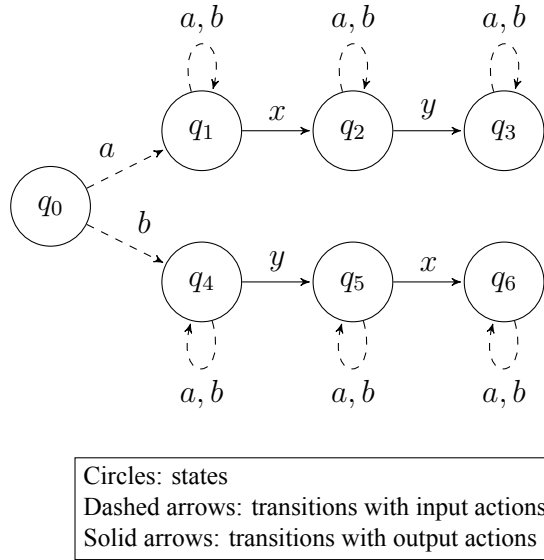 a, b a, b a, b
q1 x q2 y q3
a
q0
b
q4 y q5 x q6
a, b a, b a, b
Circles: states
Dashed arrows: transitions with input actions
Solid arrows: transitions with output actions